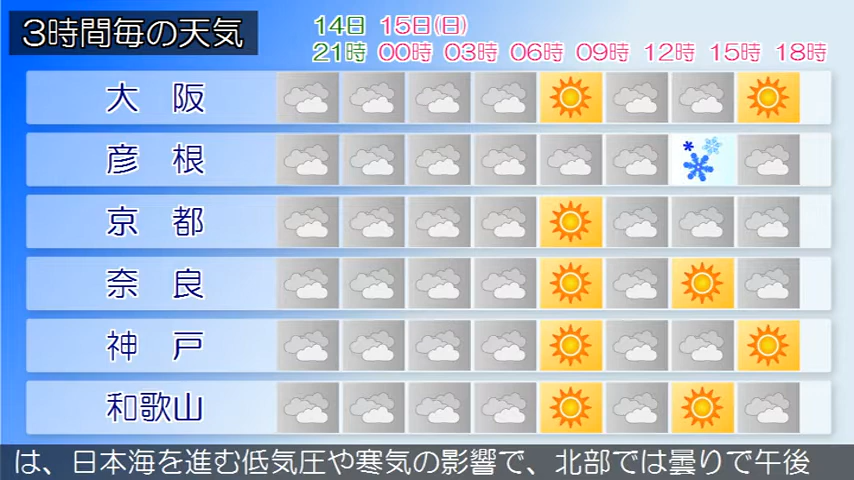 3時間毎の天気
14日 15日(日)
21時 00時 03時 06時 09時 12時 15時 18時
大 阪
彦 根
京 都
奈 良
神 戸
和歌山
は、日本海を進む低気圧や寒気の影響で、北部では曇りで午後